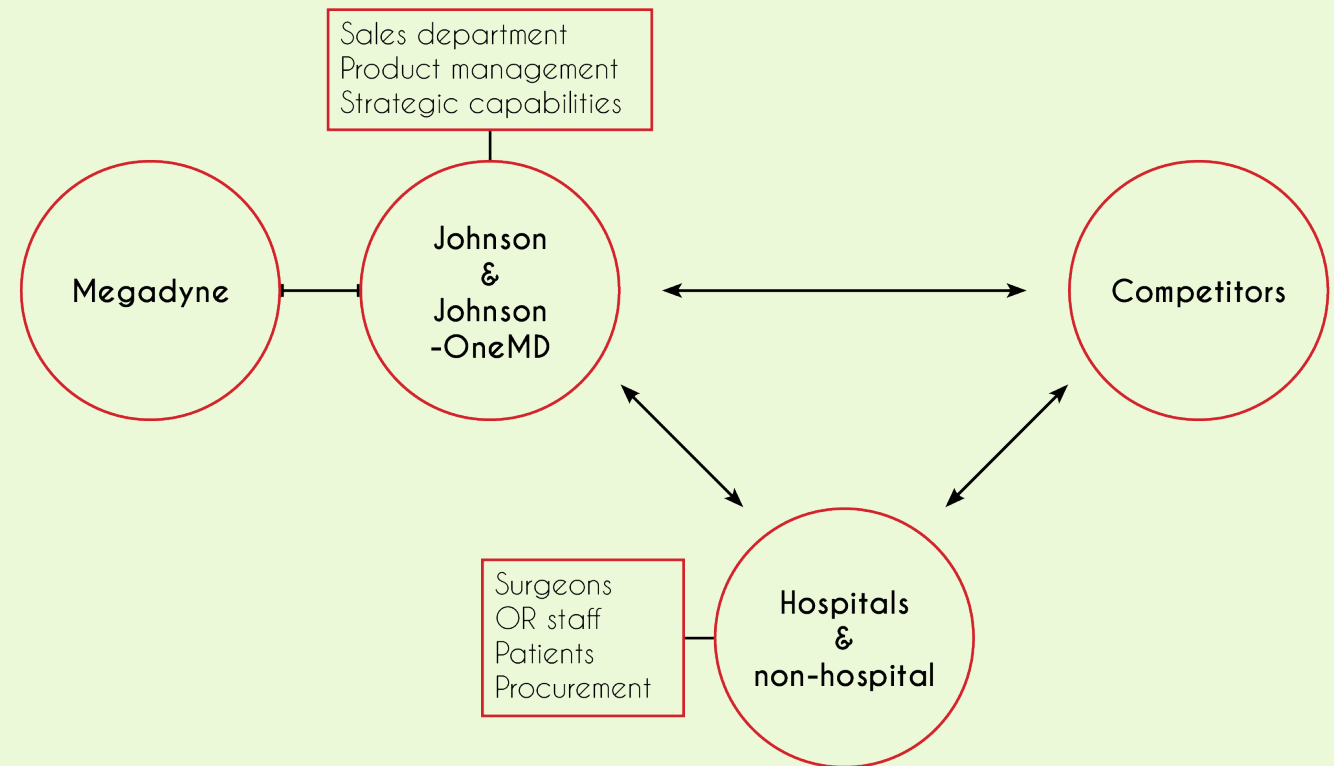 Sales department
Product management
Strategic capabilities
Megadyne
Johnson
&
Johnson
-OneMD
Competitors
Surgeons
OR staff
Patients
Procurement
Hospitals
&
non-hospital